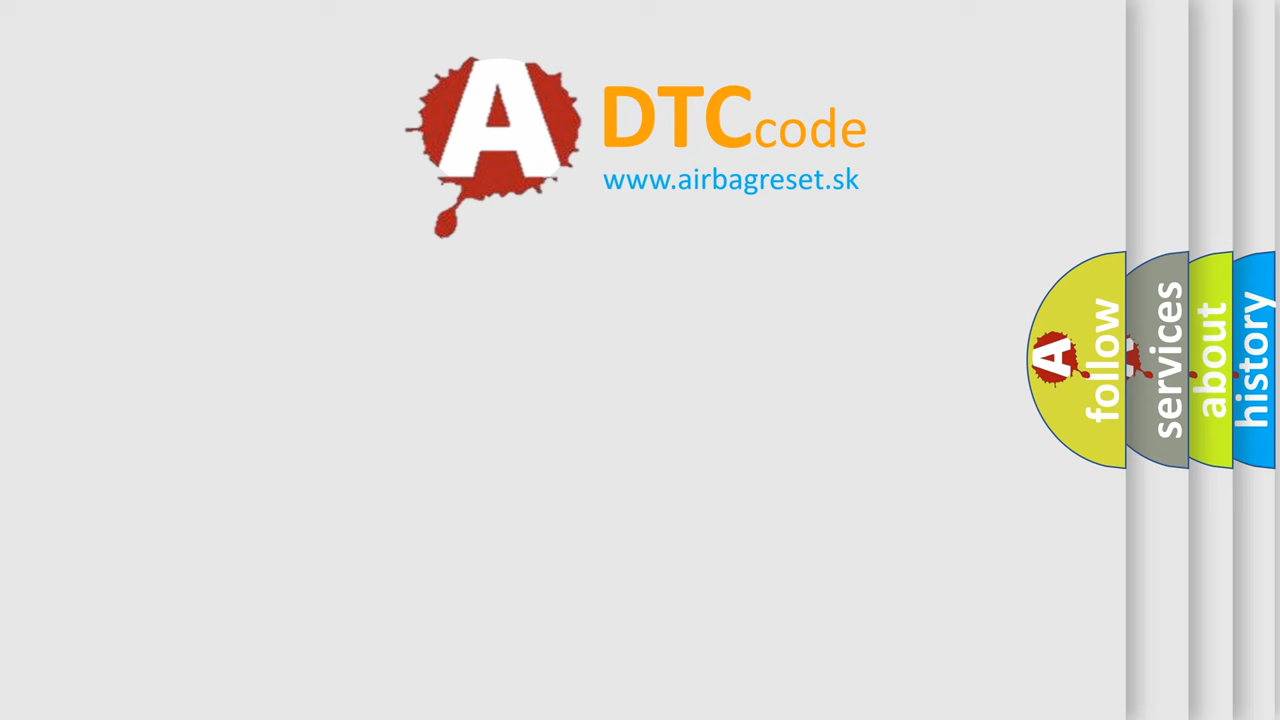 A DTCcode
www.airbagreset.sk
A follow
services
about
history